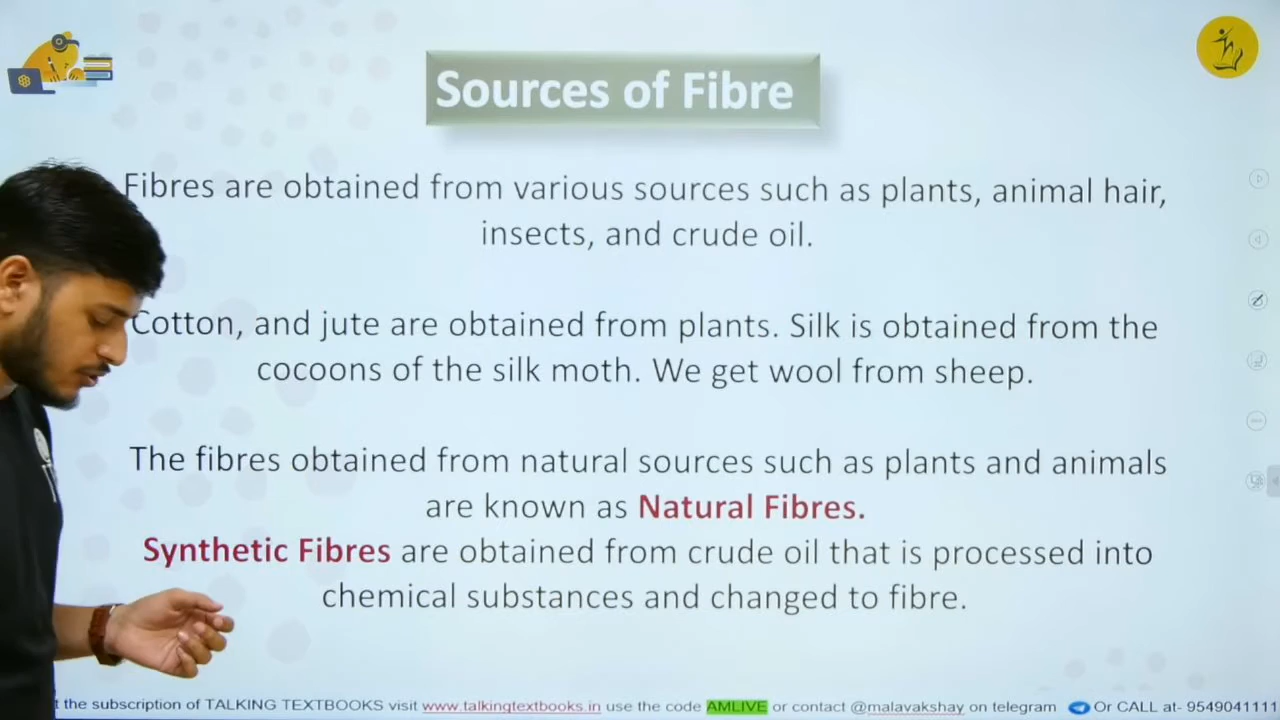 Sources of Fibre
Fibres are obtained from various sources such as plants, animal hair,
insects, and crude oil.
Cotton, and jute are obtained from plants. Silk is obtained from the
cocoons of the silk moth. We get wool from sheep.
The fibres obtained from natural sources such as plants and animals
are known as Natural Fibres.
Synthetic Fibres are obtained from crude oil that is processed into
chemical substances and changed to fibre.
the subscription of TALKING TEXTBOOKS visit www.talkingtextbooks.in use the code AMLIVE or contact @malavakshay on telegram Or CALL at- 9549041111